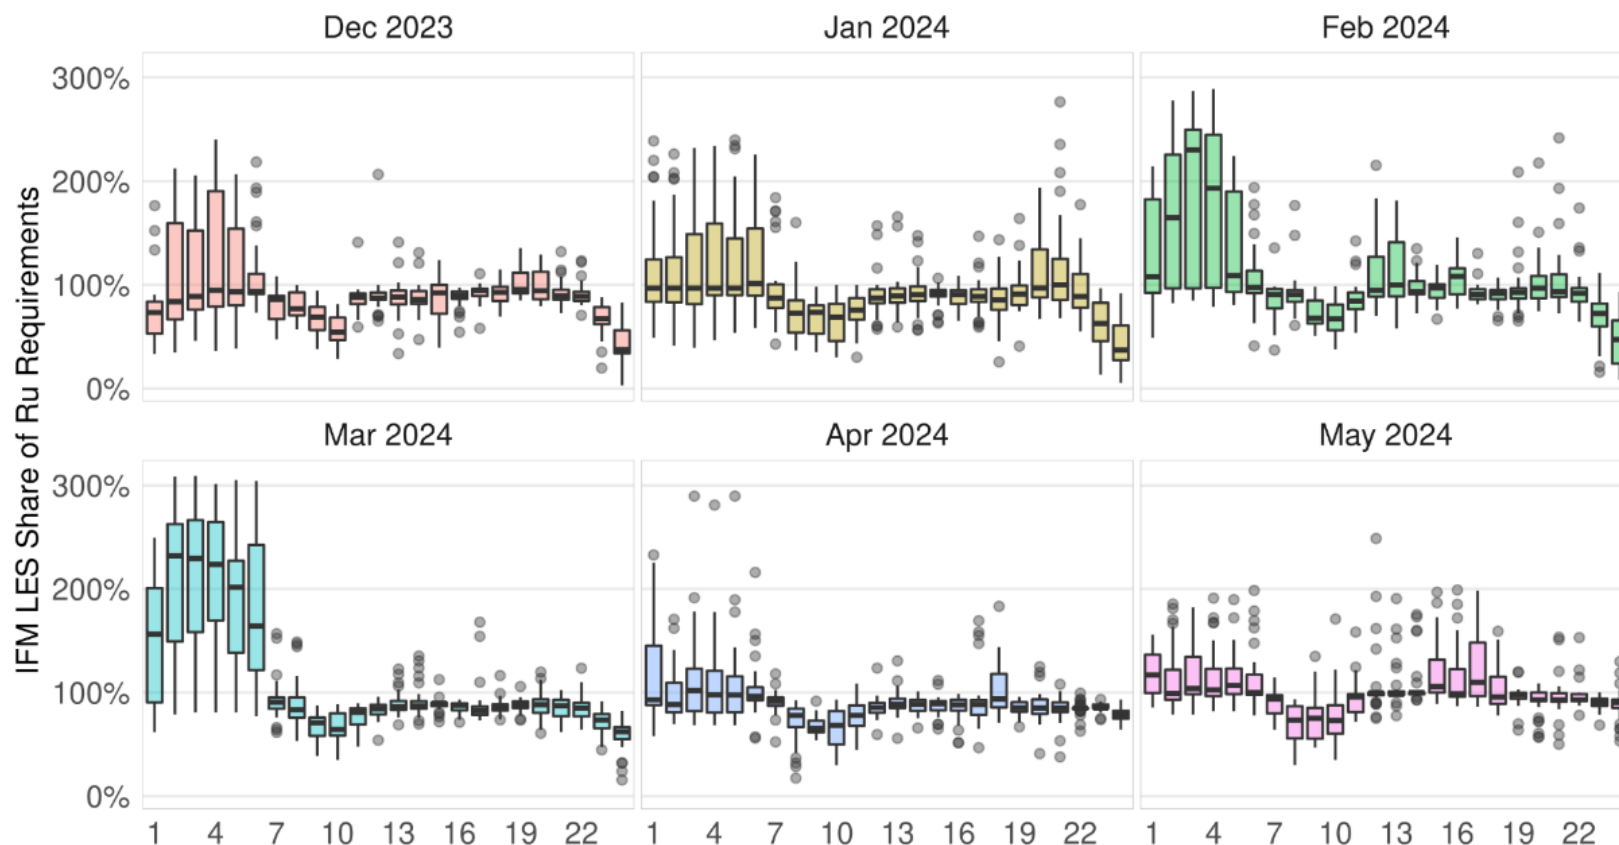 Dec 2023
Jan 2024
Feb 2024
300%
200%
100%
0%
IFM LES Share of Ru Requirements
Mar 2024
Apr 2024
May 2024
300%
200%
100%
0%
1 4 7 10 13 16 19 22
1 4 7 10 13 16 19 22
1 4 7 10 13 16 19 22